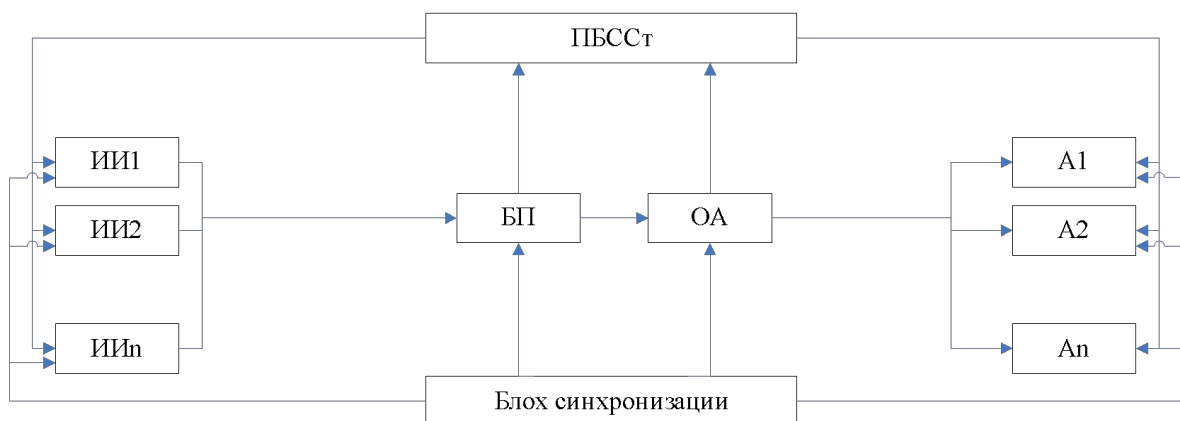 ПБССт
ИИ1
А1
ИИ2
БП
ОА
А2
ИИn
Аn
Блох синхронизации